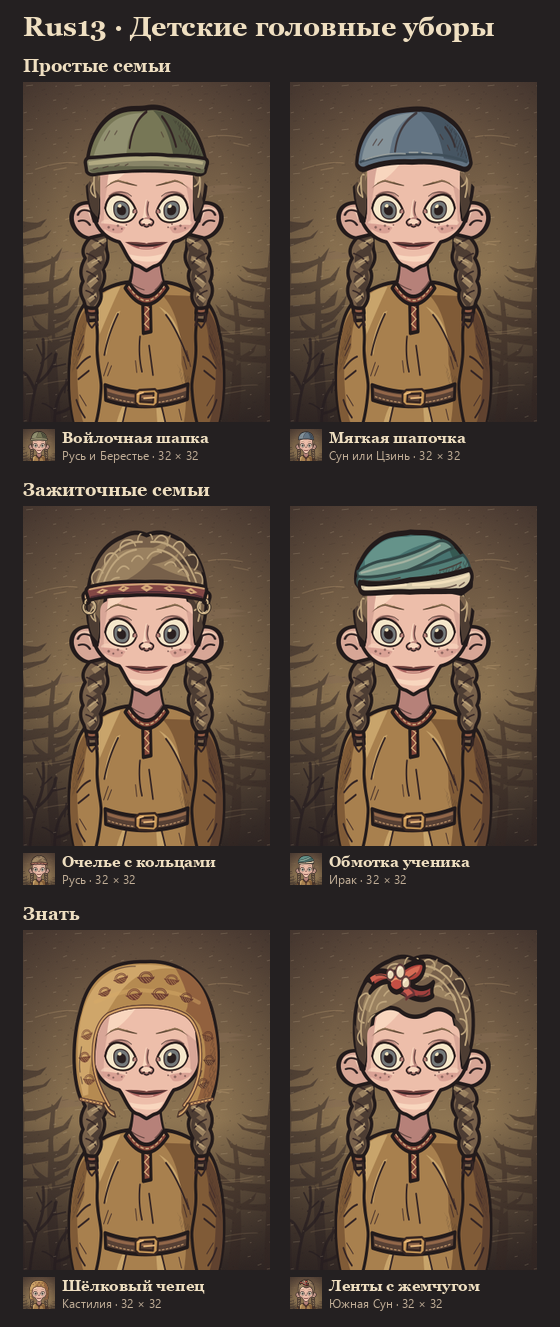 Rus13 · Детские головные уборы
Простые семьи
Войлочная шапка
Русь и Берестье · 32 × 32
Мягкая шапочка
Сун или Цзинь · 32 × 32
Зажиточные семьи
Очелье с кольцами
Русь · 32 × 32
Обмотка ученика
Ирак · 32 × 32
Знать
Шёлковый чепец
Кастилия · 32 × 32
Ленты с жемчугом
Южная Сун · 32 × 32